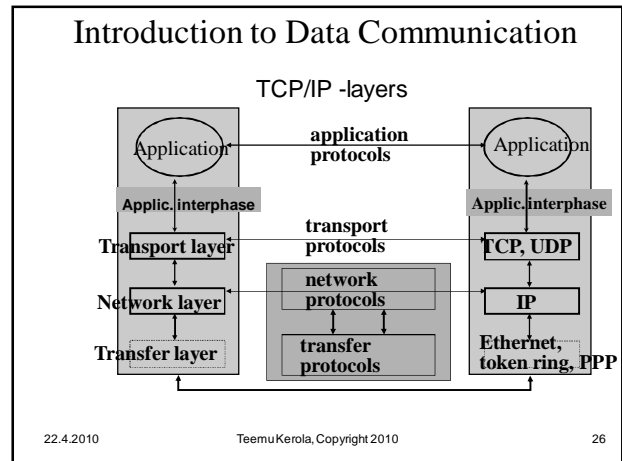 Introduction to Data Communication
TCP/IP -layers
Application
application
protocols
Application
Applic. interphase
Applic. interphase
transport
protocols
Transport layer
TCP, UDP
network
protocols
Network layer
IP
Transfer layer
transfer
protocols
Ethernet,
token ring, PPP
22.4.2010
Teemu Kerola, Copyright 2010
26